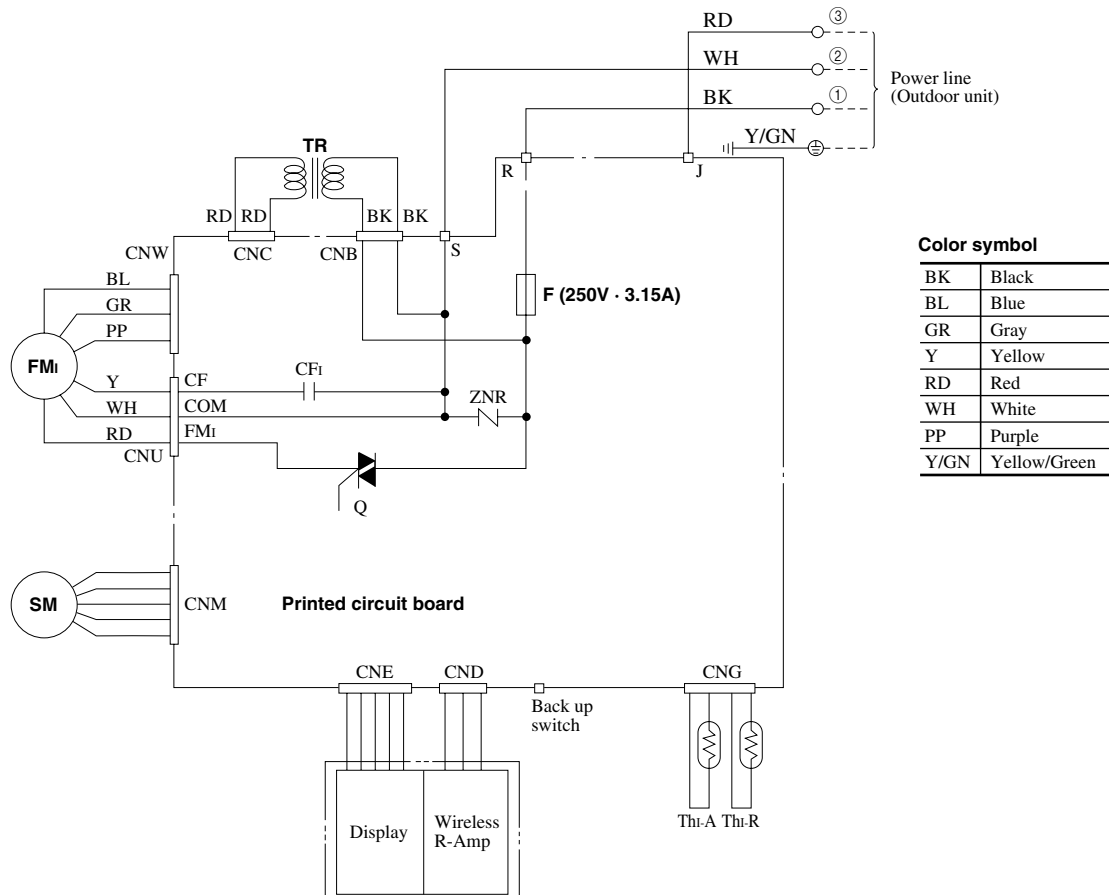 RD ③
WH ②
BK ①
Y/GN
Power line
(Outdoor unit)
TR
R
J
RD RD
BK BK
CNW
CNC
CNB
S
BL
GR
PP
FMI
F (250V · 3.15A)
Y
CF
CFI
WH
COM
ZNR
RD
FMI
CNU
Q
SM
CNM
Printed circuit board
CNE
CND
CNG
Back up
switch
Display
Wireless
R-Amp
ThI-A
ThI-R
Color symbol
BK Black
BL Blue
GR Gray
Y Yellow
RD Red
WH White
PP Purple
Y/GN Yellow/Green